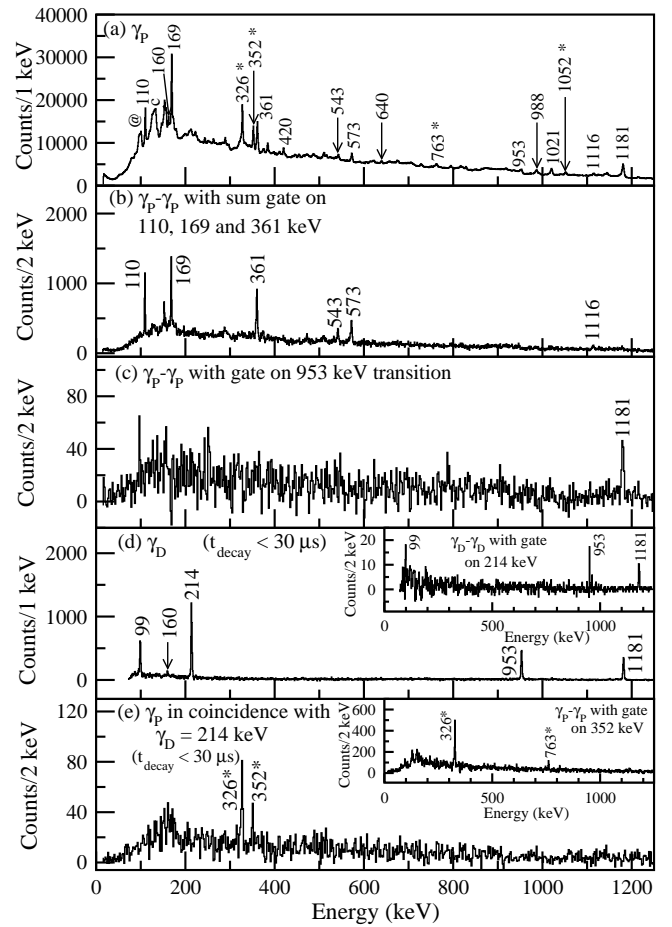 (a) γP
40000
30000
20000
10000
0
Counts/1 keV
@
110
c
160
169
326 *
352 *
361
420
543
573
640
763 *
953
988
1021
1052 *
1116
1181
(b) γP-γP with sum gate on
110, 169 and 361 keV
2000
1000
0
Counts/2 keV
110
169
361
543
573
1116
(c) γP-γP with gate on 953 keV transition
80
40
0
Counts/2 keV
1181
(d) γD (tdecay < 30 μs)
2000
1000
0
Counts/1 keV
99
160
214
953
1181
γD-γD with gate
on 214 keV
20
10
0
Counts/2 keV
99
953
1181
0 500 1000
Energy (keV)
(e) γP in coincidence with
γD = 214 keV
(tdecay < 30 μs)
120
80
40
0
Counts/2 keV
326*
352*
γP-γP with gate
on 352 keV
600
400
200
0
Counts/2 keV
326*
763*
0 500 1000
Energy (keV)
0 200 400 600 800 1000 1200
Energy (keV)